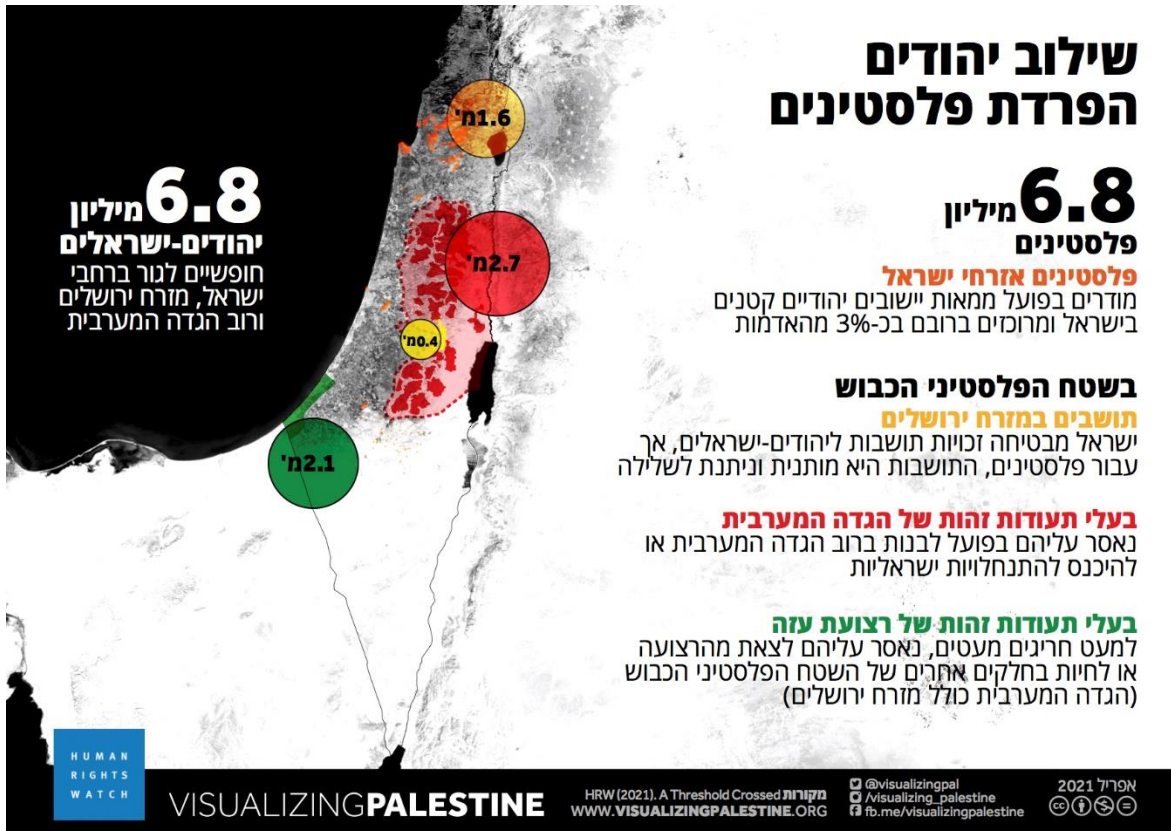 שילוב יהודים
הפרדת פלסטינים
6.8 מיליון
פלסטינים
פלסטינים אזרחי ישראל
מודרים בפועל ממאות יישובים יהודיים קטנים
בישראל ומרוכזים ברובם בכ-3% מהאדמות
בשטח הפלסטיני הכבוש
תושבים במזרח ירושלים
ישראל מבטיחה זכויות תושבות ליהודים-ישראלים, אך
עבור פלסטינים, התושבות היא מותנית וניתנת לשלילה
בעלי תעודות זהות של הגדה המערבית
נאסר עליהם בפועל לבנות ברוב הגדה המערבית או
להיכנס להתנחלויות ישראליות
בעלי תעודות זהות של רצועת עזה
למעט חריגים מעטים, נאסר עליהם לצאת מהרצועה
או לחיות בחלקים אחרים של השטח הפלסטיני הכבוש
(הגדה המערבית כולל מזרח ירושלים)
1.6מ'
2.7מ'
0.4מ'
2.1מ'
6.8 מיליון
יהודים-ישראלים
חופשיים לגור ברחבי
ישראל, מזרח ירושלים
ורוב הגדה המערבית
HUMAN
RIGHTS
WATCH
VISUALIZINGPALESTINE
מקורות HRW (2021). A Threshold Crossed
WWW.VISUALIZINGPALESTINE.ORG
@visualizingpal
/visualizing_palestine
fb.me/visualizingpalestine
אפריל 2021
cc